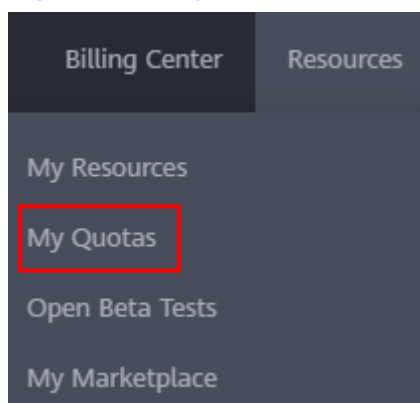 Billing Center Resources
My Resources
My Quotas
Open Beta Tests
My Marketplace